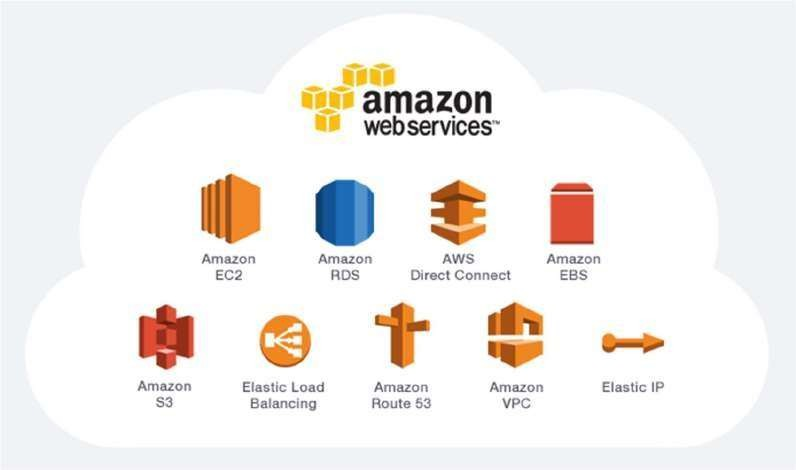 amazon
webservices™
Amazon
EC2
Amazon
RDS
AWS
Direct Connect
Amazon
EBS
Amazon
S3
Elastic Load
Balancing
Amazon
Route 53
Amazon
VPC
Elastic IP